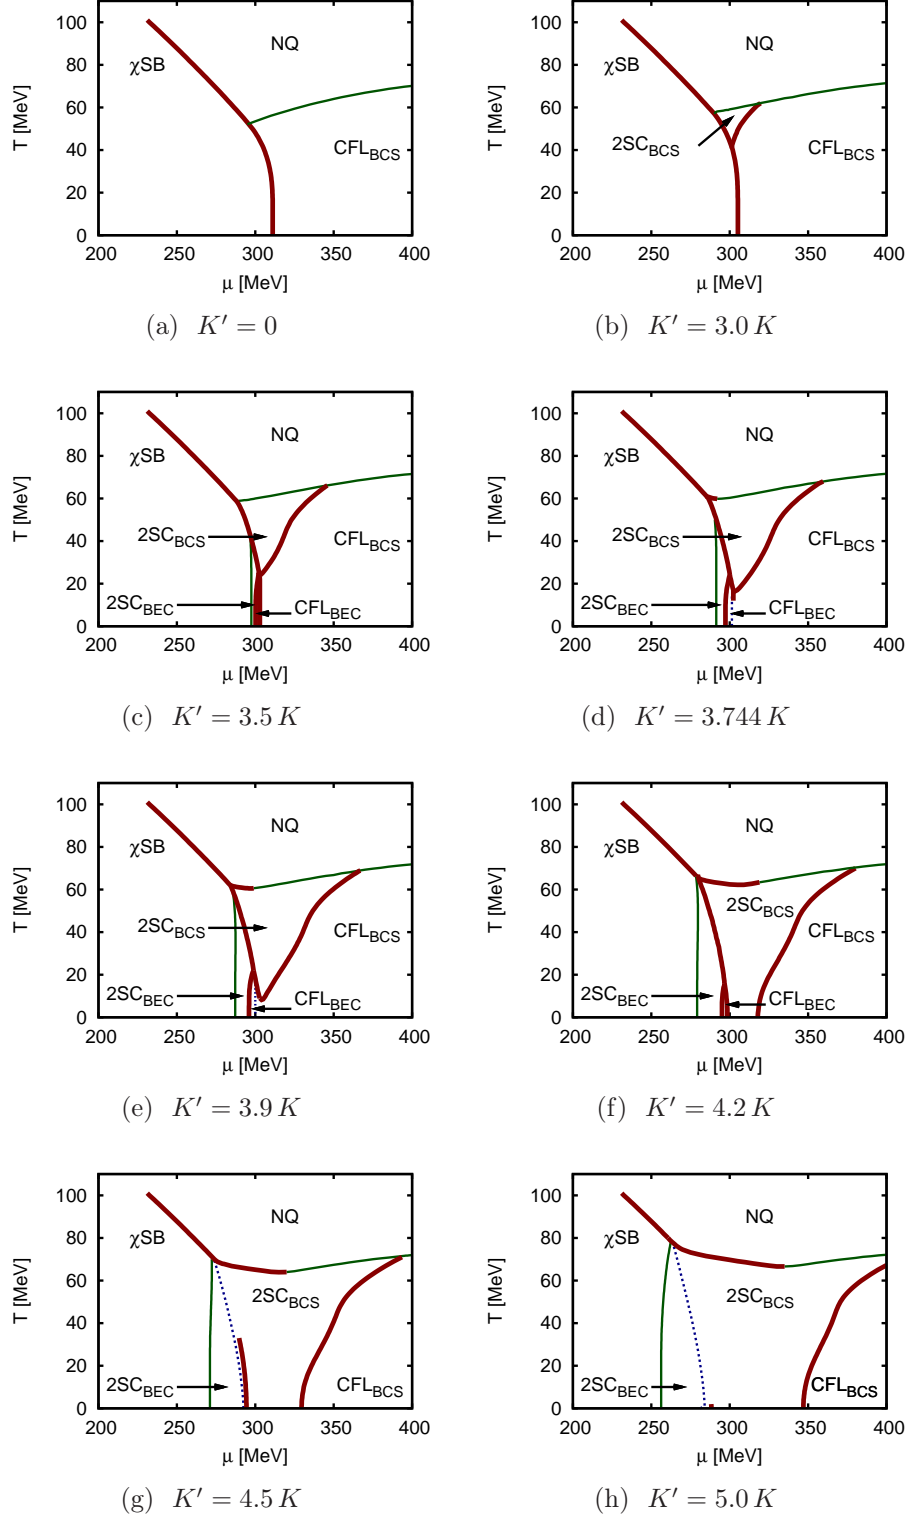 T [MeV]
100
80
60
40
20
0
χSB
NQ
CFL_BCS
200 250 300 350 400
μ [MeV]
(a) K′ = 0
T [MeV]
100
80
60
40
20
0
χSB
NQ
2SC_BCS
CFL_BCS
200 250 300 350 400
μ [MeV]
(b) K′ = 3.0 K
T [MeV]
100
80
60
40
20
0
χSB
NQ
2SC_BCS
CFL_BCS
2SC_BEC
CFL_BEC
200 250 300 350 400
μ [MeV]
(c) K′ = 3.5 K
T [MeV]
100
80
60
40
20
0
χSB
NQ
2SC_BCS
CFL_BCS
2SC_BEC
CFL_BEC
200 250 300 350 400
μ [MeV]
(d) K′ = 3.744 K
T [MeV]
100
80
60
40
20
0
χSB
NQ
2SC_BCS
CFL_BCS
2SC_BEC
CFL_BEC
200 250 300 350 400
μ [MeV]
(e) K′ = 3.9 K
T [MeV]
100
80
60
40
20
0
χSB
NQ
2SC_BCS
CFL_BCS
2SC_BEC
CFL_BEC
200 250 300 350 400
μ [MeV]
(f) K′ = 4.2 K
T [MeV]
100
80
60
40
20
0
χSB
NQ
2SC_BCS
2SC_BEC
CFL_BCS
200 250 300 350 400
μ [MeV]
(g) K′ = 4.5 K
T [MeV]
100
80
60
40
20
0
χSB
NQ
2SC_BCS
2SC_BEC
CFL_BCS
200 250 300 350 400
μ [MeV]
(h) K′ = 5.0 K